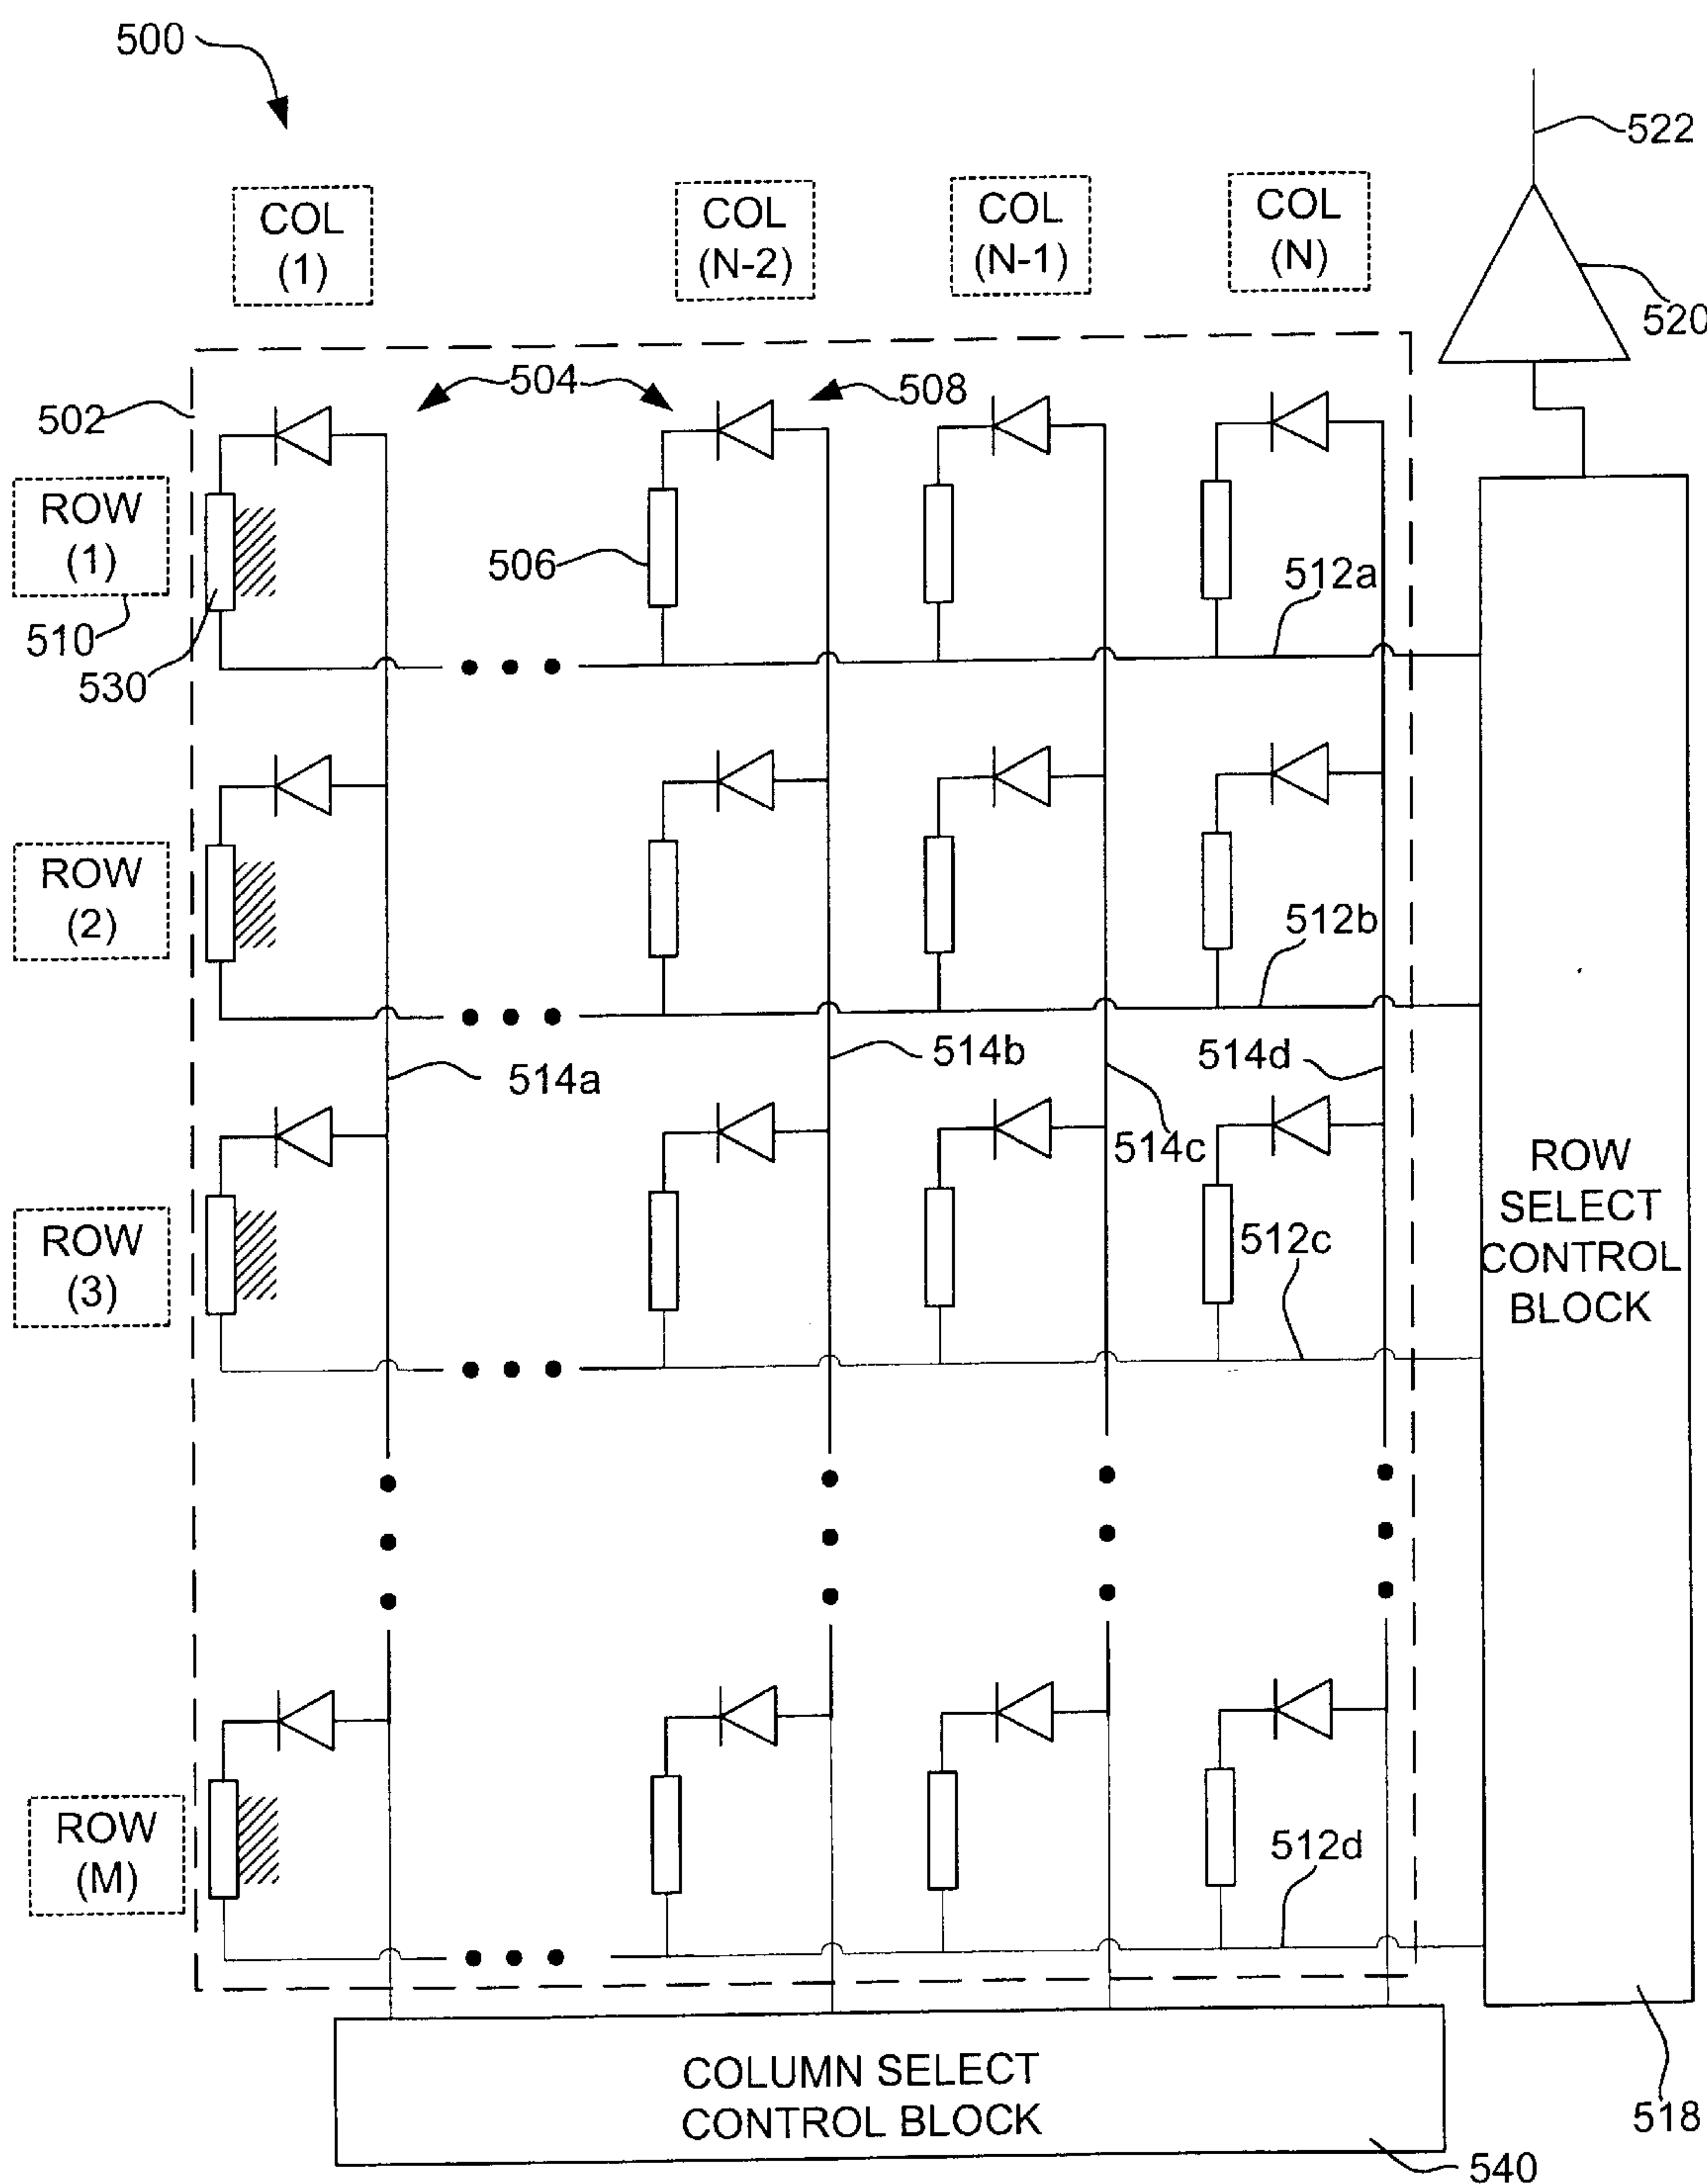 500
522
COL
(1)
COL
(N-2)
COL
(N-1)
COL
(N)
520
504
508
502
ROW
(1)
506
512a
510
530
ROW
(2)
512b
514a
514b
514d
514c
ROW
(3)
512c
ROW
SELECT
CONTROL
BLOCK
ROW
(M)
512d
COLUMN SELECT
CONTROL BLOCK
518
540